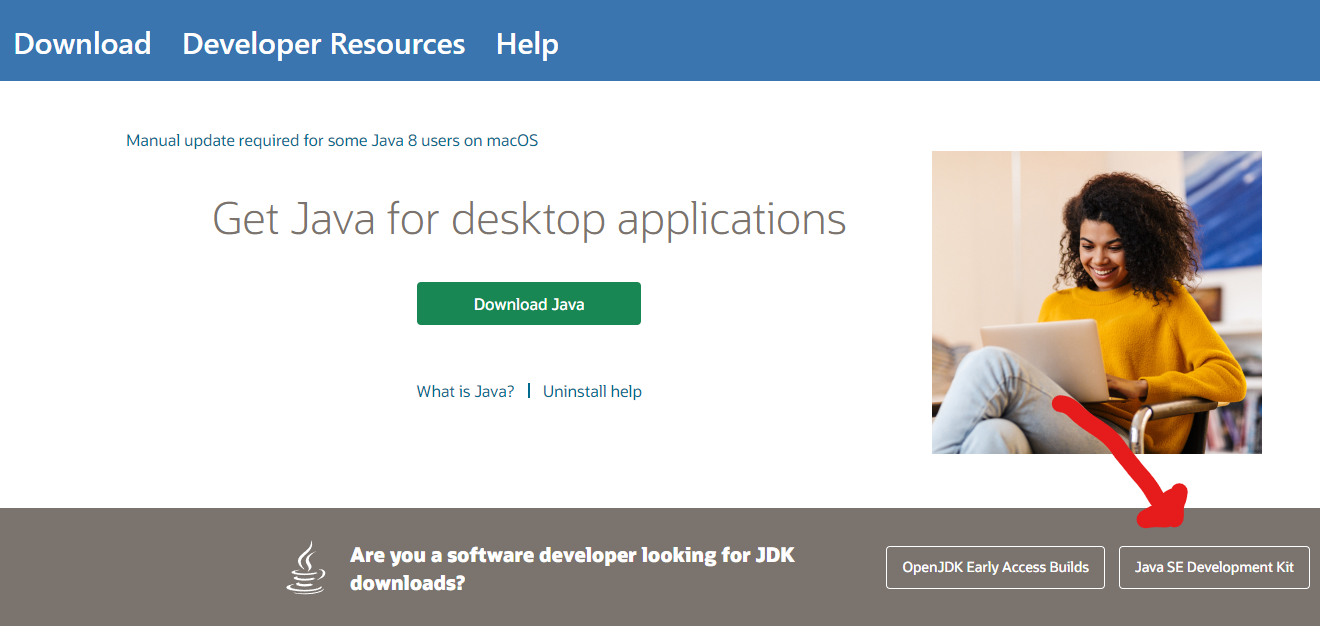 Download Developer Resources Help
Manual update required for some Java 8 users on macOS
Get Java for desktop applications
Download Java
What is Java? | Uninstall help
Are you a software developer looking for JDK
downloads?
OpenJDK Early Access Builds
Java SE Development Kit